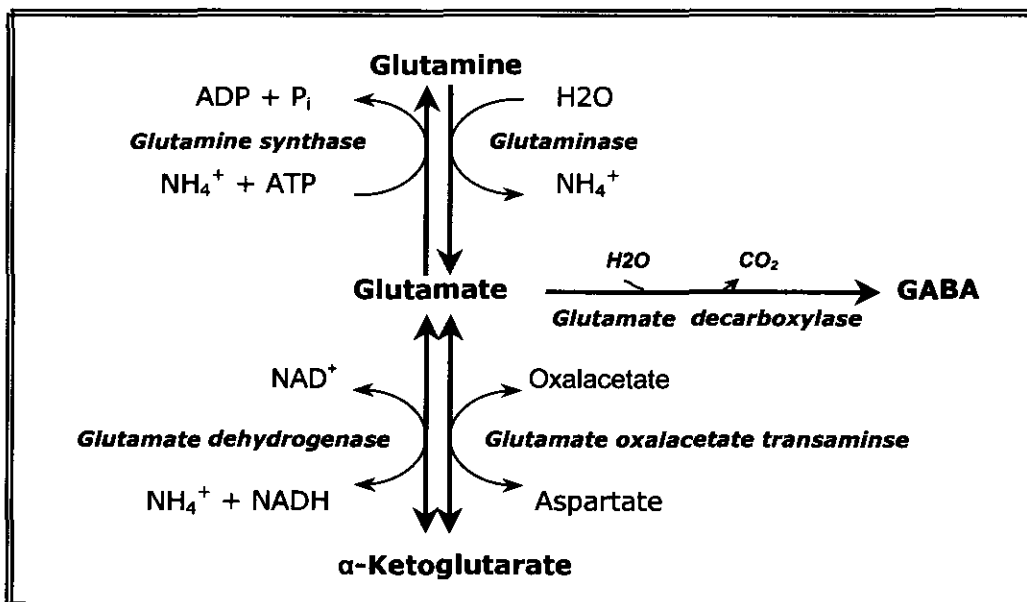 Glutamine
ADP + Pᵢ
H2O
Glutamine synthase
Glutaminase
NH₄⁺ + ATP
NH₄⁺
Glutamate
H2O
CO₂
GABA
Glutamate decarboxylase
NAD⁺
Oxalacetate
Glutamate dehydrogenase
Glutamate oxalacetate transaminse
NH₄⁺ + NADH
Aspartate
α-Ketoglutarate